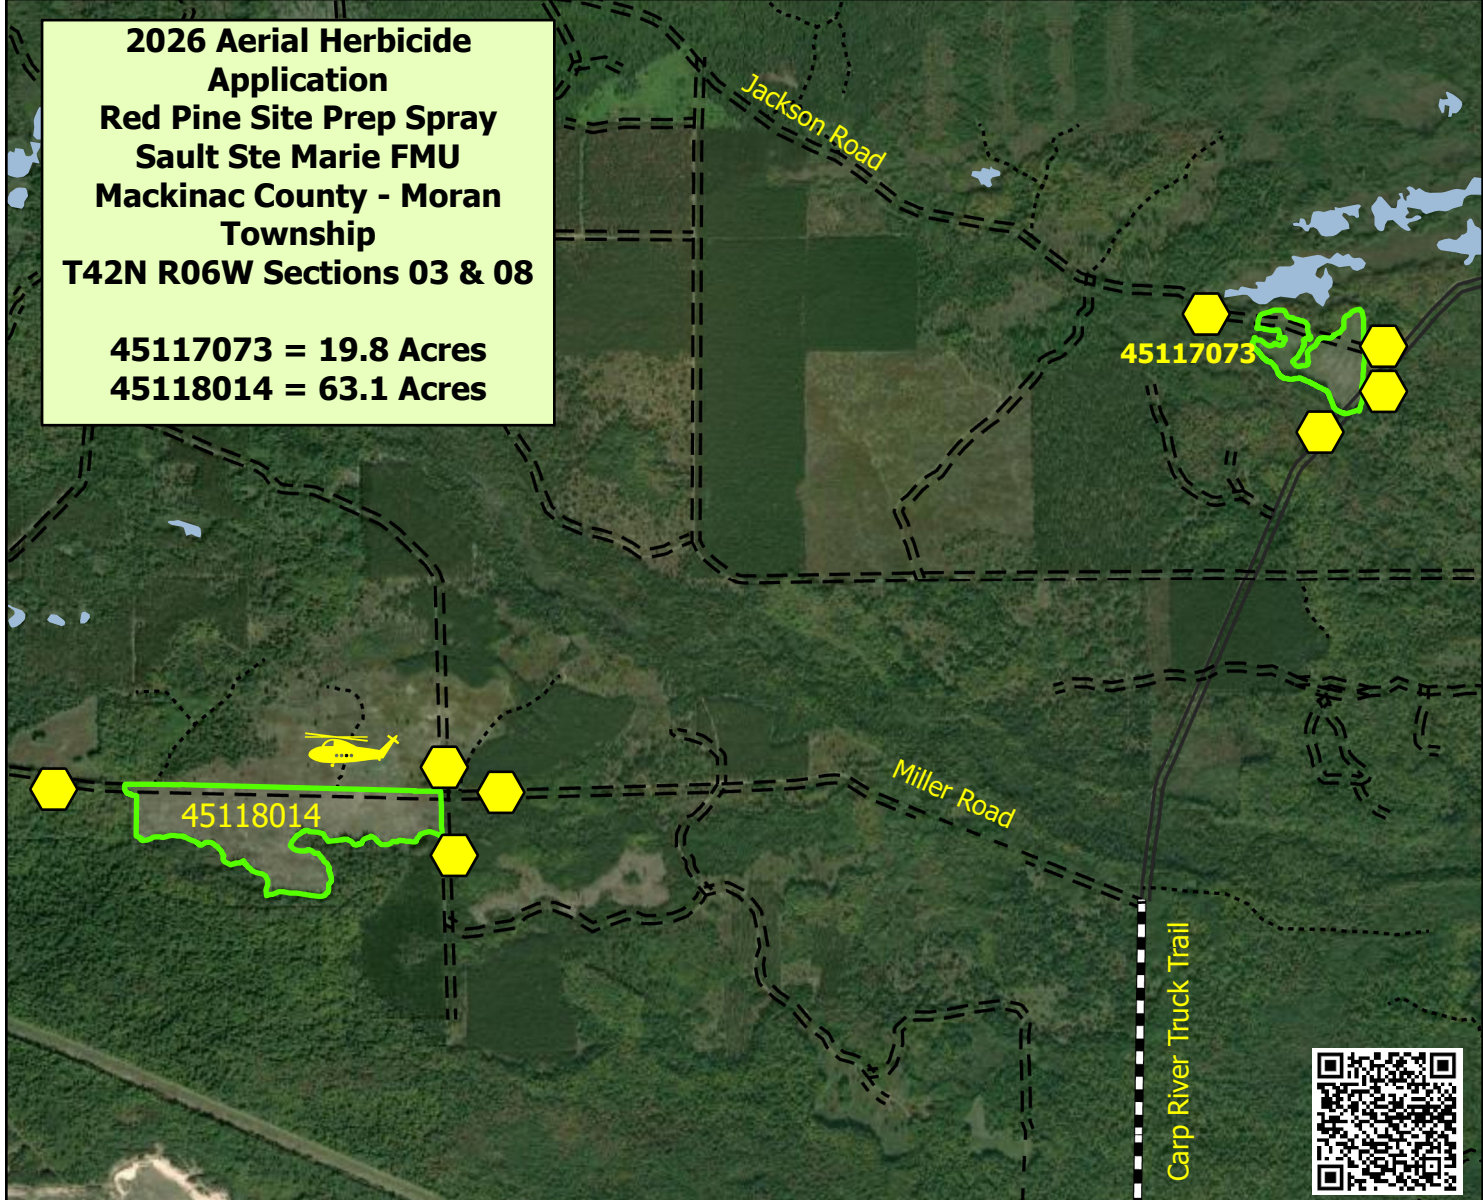 2026 Aerial Herbicide
Application
Red Pine Site Prep Spray
Sault Ste Marie FMU
Mackinac County - Moran
Township
T42N R06W Sections 03 & 08
45117073 = 19.8 Acres
45118014 = 63.1 Acres
Jackson Road
45117073
45118014
Miller Road
Carp River Truck Trail